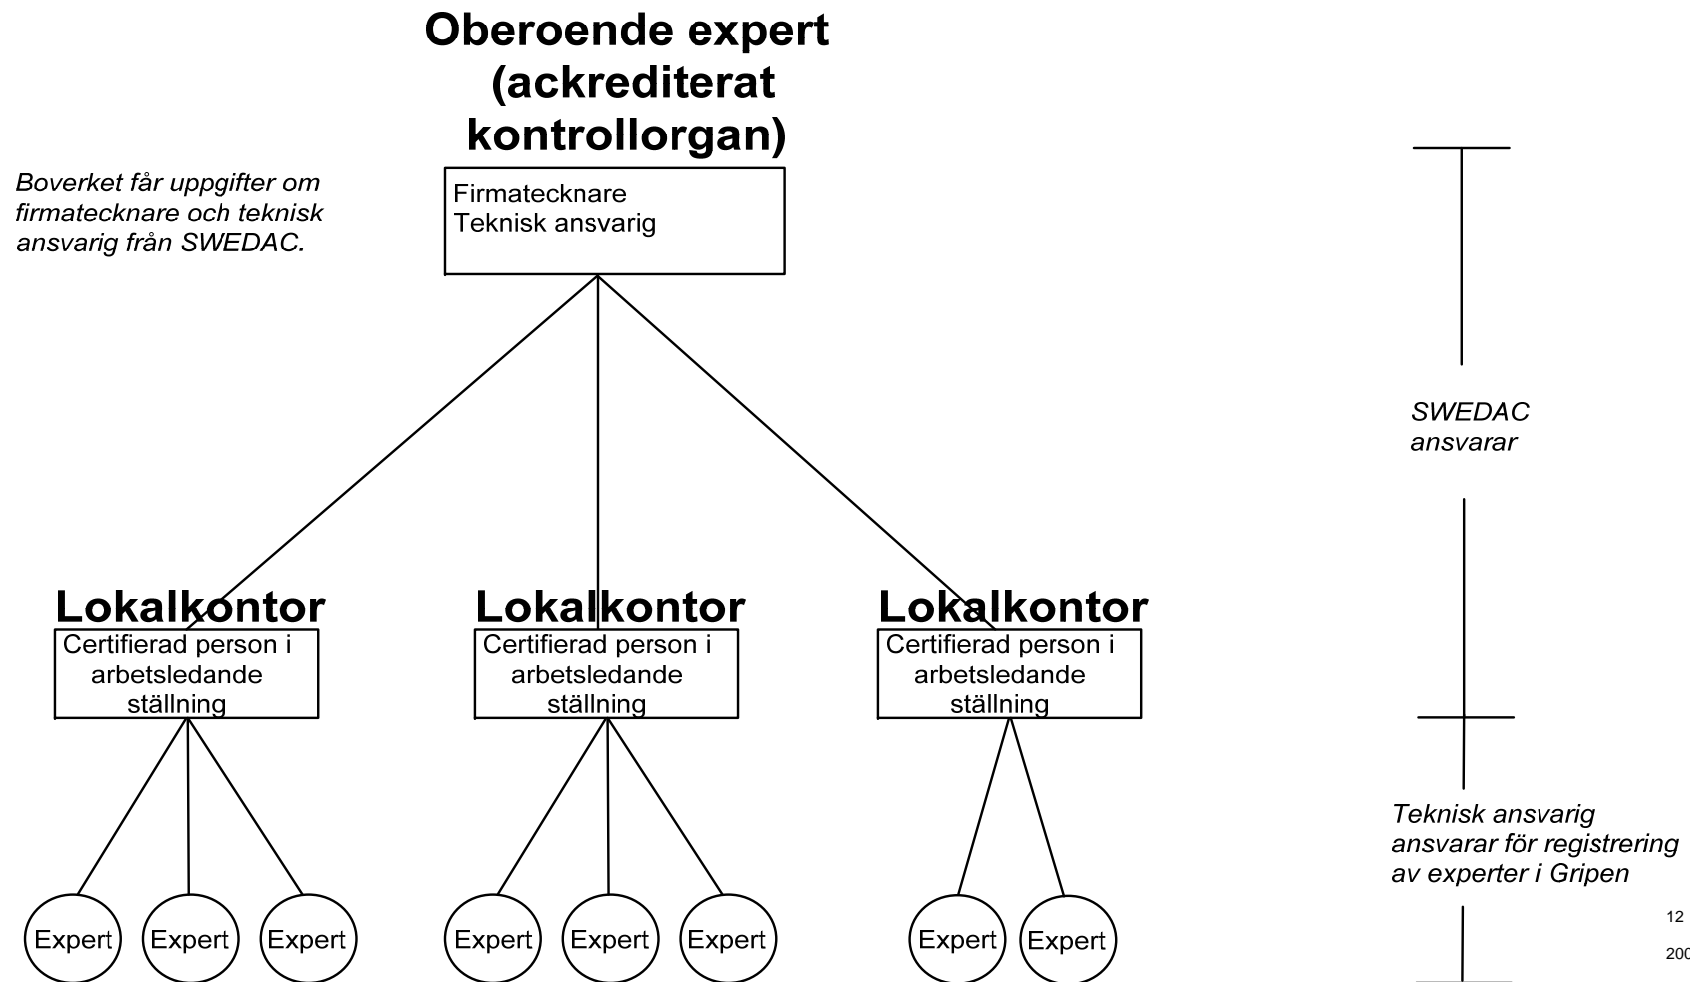 Oberoende expert
(ackrediterat
kontrollorgan)
Boverket får uppgifter om
firmatecknare och teknisk
ansvarig från SWEDAC.
Firmatecknare
Teknisk ansvarig
SWEDAC
ansvarar
Lokalkontor
Certifierad person i
arbetsledande
ställning
Lokalkontor
Certifierad person i
arbetsledande
ställning
Lokalkontor
Certifierad person i
arbetsledande
ställning
Teknisk ansvarig
ansvarar för registrering
av experter i Gripen
Expert
Expert
Expert
Expert
Expert
Expert
Expert
Expert
12
200